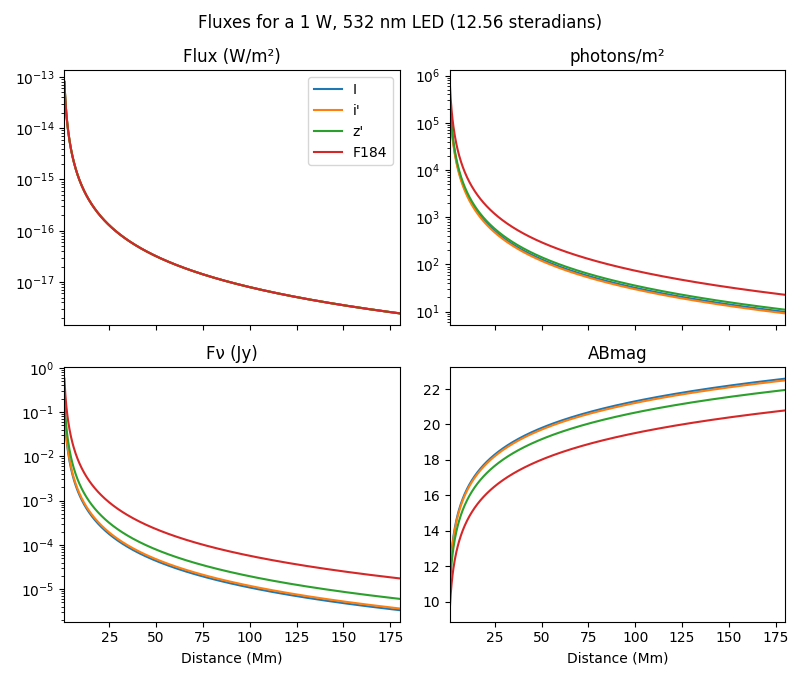 Fluxes for a 1 W, 532 nm LED (12.56 steradians)
Flux (W/m²)
photons/m²
10⁻¹³
10⁻¹⁴
10⁻¹⁵
10⁻¹⁶
10⁻¹⁷
I
i'
z'
F184
10⁶
10⁵
10⁴
10³
10²
10¹
Fν (Jy)
ABmag
10⁰
10⁻¹
10⁻²
10⁻³
10⁻⁴
10⁻⁵
25 50 75 100 125 150 175
Distance (Mm)
22
20
18
16
14
12
10
25 50 75 100 125 150 175
Distance (Mm)